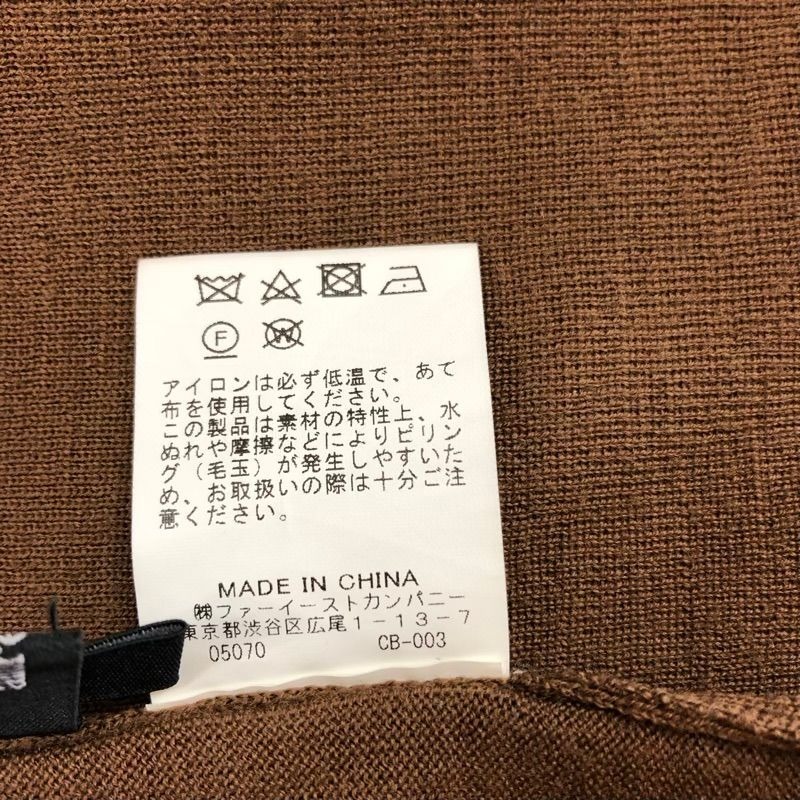 F W
アイロンは必ず低温で、あて
布を使用してください。
この製品は素材の特性上、水
ぬれや摩擦などによりピリン
グ（毛玉）が発生しやすいた
め、お取扱いの際は十分ご注
意ください。
MADE IN CHINA
㈱ファーイーストカンパニー
東京都渋谷区広尾1-13-7
05070 CB-003